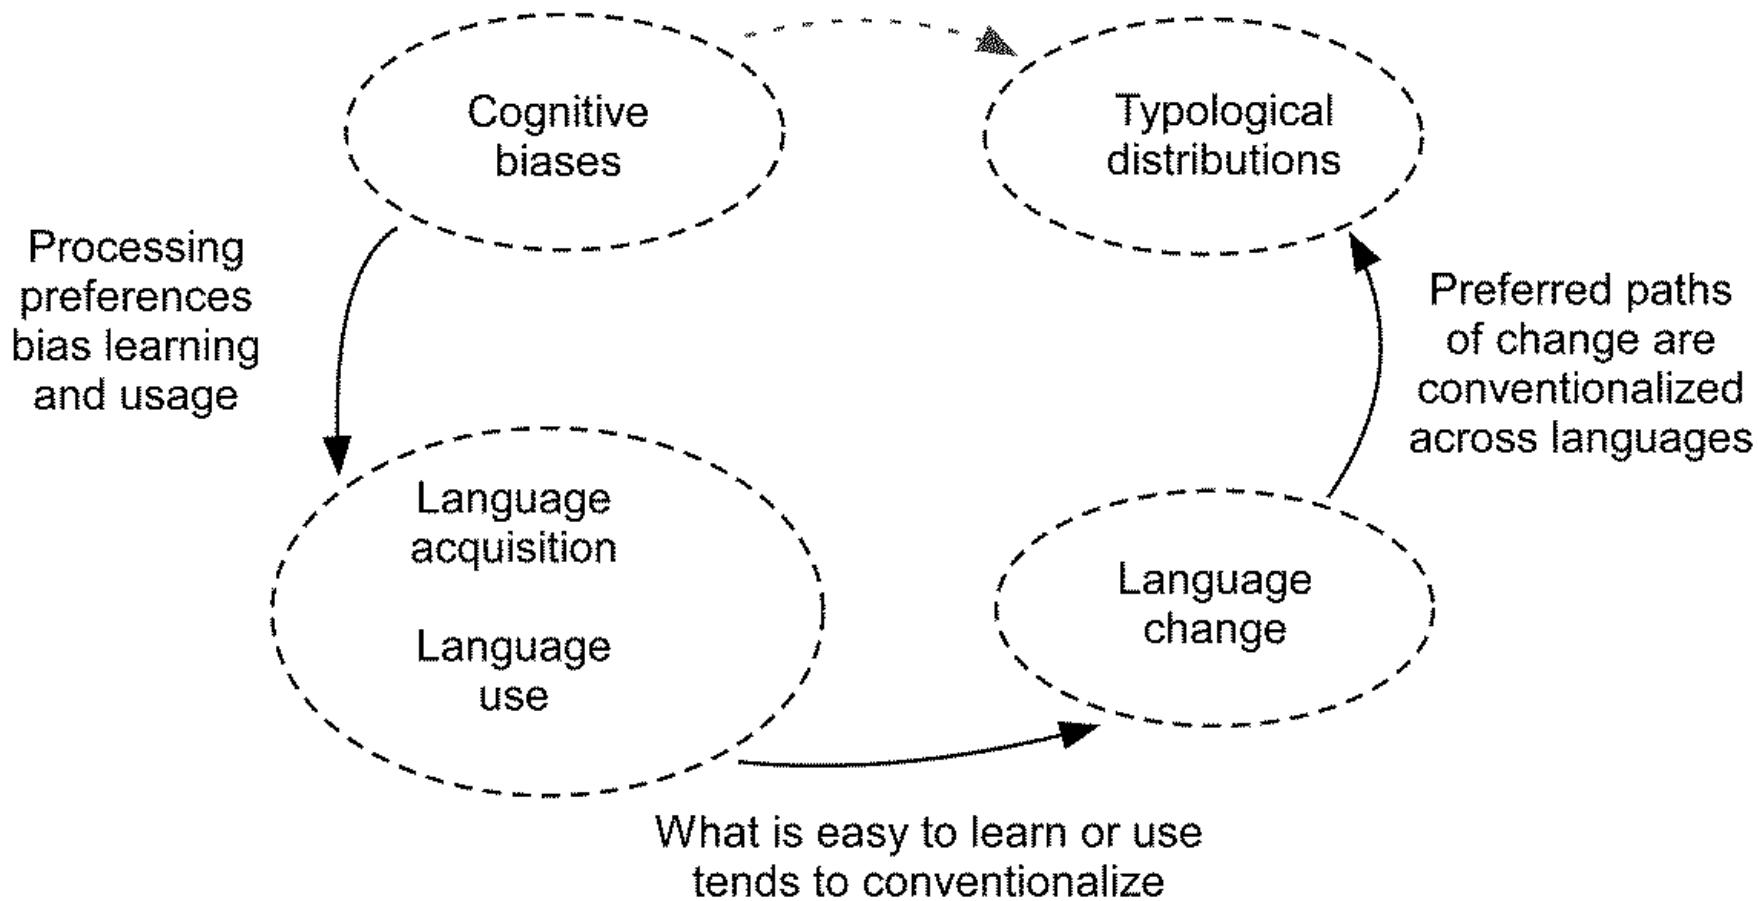 Cognitive
biases
Typological
distributions
Processing
preferences
bias learning
and usage
Preferred paths
of change are
conventionalized
across languages
Language
acquisition
Language
use
Language
change
What is easy to learn or use
tends to conventionalize